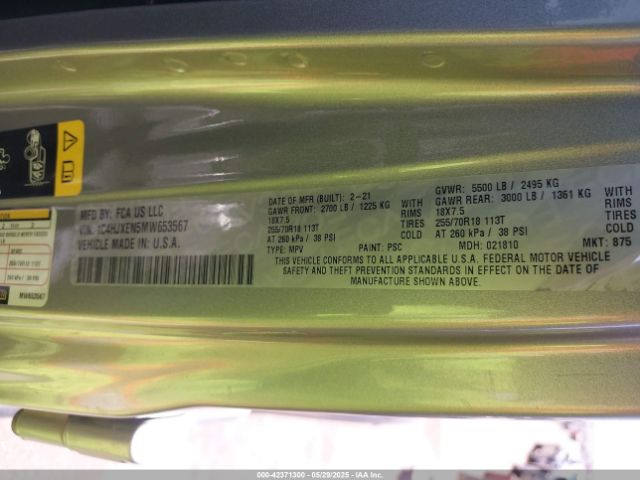 MFD. BY: FCA US LLC
VIN: 1C4HJXEN5MW653567
VEHICLE MADE IN U.S.A.
DATE OF MFR (BUILT): 2-21
GAWR FRONT: 2700 LB / 1225 KG WITH
18X7.5 RIMS
255/70R18 113T TIRES
AT 260 kPa / 38 PSI COLD
GVWR: 5500 LB / 2495 KG
GAWR REAR: 3000 LB / 1361 KG WITH
18X7.5 RIMS
255/70R18 113T TIRES
AT 260 kPa / 38 PSI COLD
TYPE: MPV PAINT: PSC MDH: 021810 MKT: 875
THIS VEHICLE CONFORMS TO ALL APPLICABLE U.S.A. FEDERAL MOTOR VEHICLE
SAFETY AND THEFT PREVENTION STANDARDS IN EFFECT ON THE DATE OF
MANUFACTURE SHOWN ABOVE.
MW653567
000-42371300 05/29/2025 - IAAI.COM